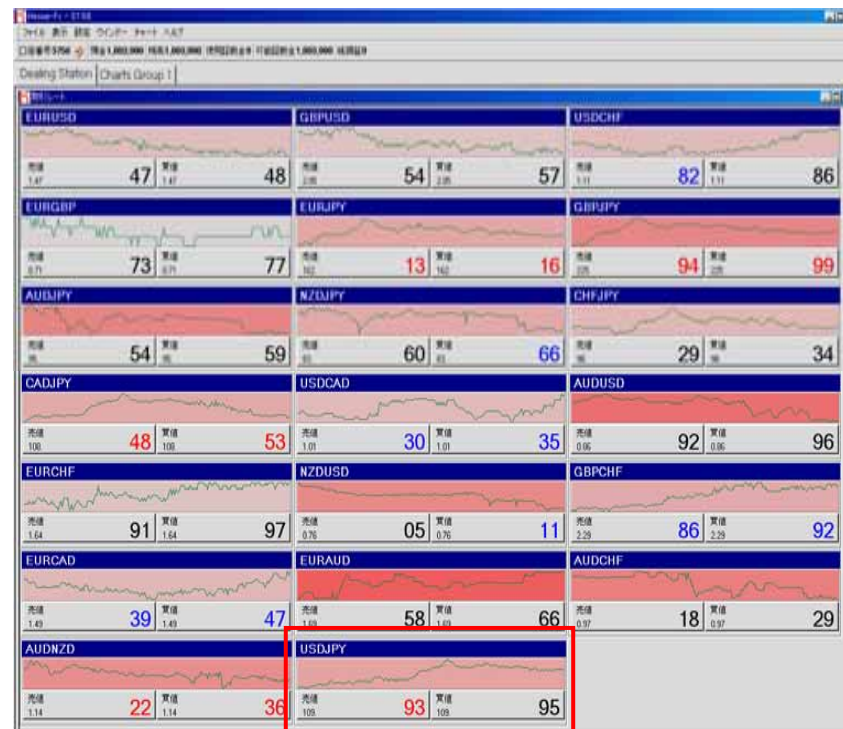 ファイル 表示 設定 ウインドー チャート ヘルプ
Dealing Station Charts Group 1
EURUSD GBPUSD USDCHF
売値 47 買値 48 売値 54 買値 57 売値 82 買値 86
1.47 1.47 2.05 2.05 1.11 1.11
EURGBP EURJPY GBPJPY
売値 73 買値 77 売値 13 買値 16 売値 94 買値 99
0.71 0.71 162. 162. 225. 225.
AUDJPY NZDJPY CHFJPY
売値 54 買値 59 売値 60 買値 66 売値 29 買値 34
CADJPY USDCAD AUDUSD
売値 48 買値 53 売値 30 買値 35 売値 92 買値 96
108. 108. 1.01 1.01 0.86 0.86
EURCHF NZDUSD GBPCHF
売値 91 買値 97 売値 05 買値 11 売値 86 買値 92
1.64 1.64 0.76 0.76 2.29 2.29
EURCAD EURAUD AUDCHF
売値 39 買値 47 売値 58 買値 66 売値 18 買値 29
1.49 1.49 1.69 1.69 0.97 0.97
AUDNZD USDJPY
売値 22 買値 36 売値 93 買値 95
1.14 1.14 109. 109.